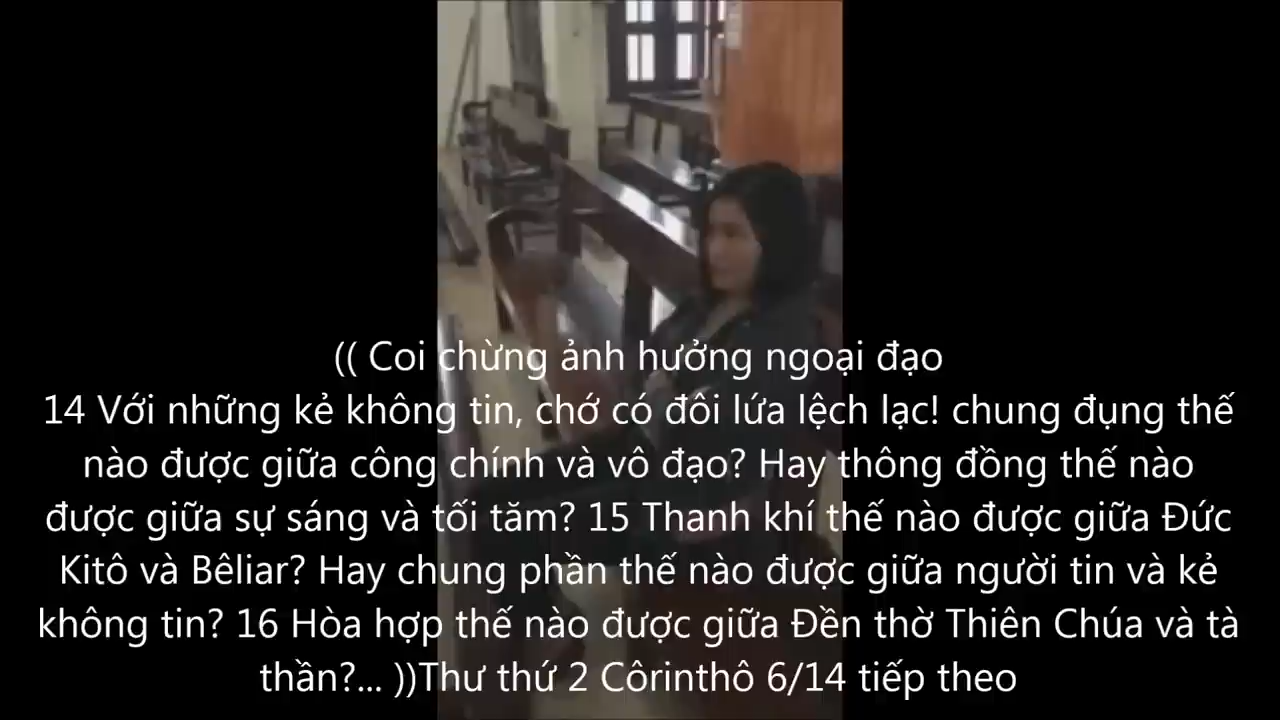 (( Coi chừng ảnh hưởng ngoại đạo
14 Với những kẻ không tin, chớ có đôi lứa lệch lạc! chung đụng thế
nào được giữa công chính và vô đạo? Hay thông đồng thế nào
được giữa sự sáng và tối tăm? 15 Thanh khí thế nào được giữa Đức
Kitô và Bêliar? Hay chung phần thế nào được giữa người tin và kẻ
không tin? 16 Hòa hợp thế nào được giữa Đền thờ Thiên Chúa và tà
thần?... ))Thư thứ 2 Côrinthô 6/14 tiếp theo